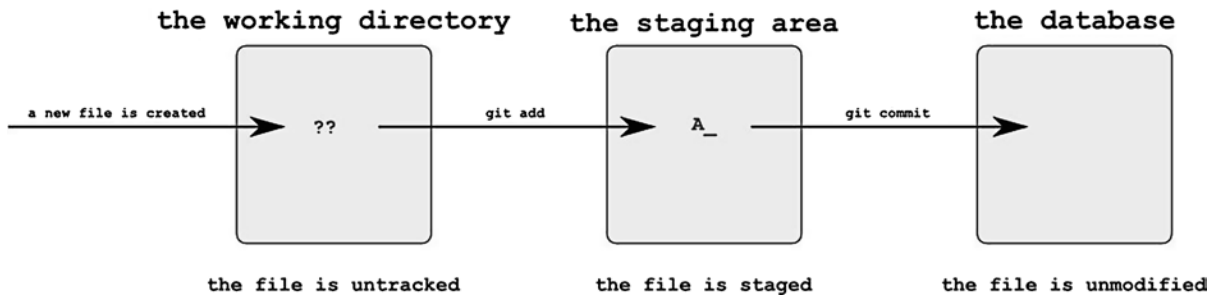 the working directory
the staging area
the database
a new file is created
??
git add
A_
git commit
the file is untracked
the file is staged
the file is unmodified